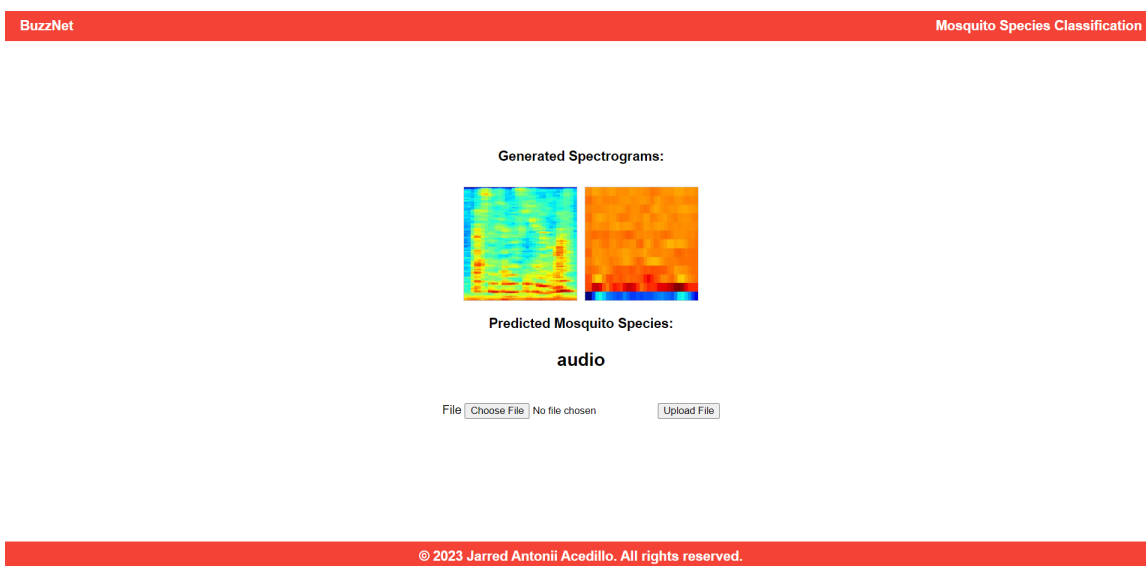 BuzzNet
Mosquito Species Classification
Generated Spectrograms:
Predicted Mosquito Species:
audio
File Choose File No file chosen Upload File
© 2023 Jarred Antonii Acedillo. All rights reserved.